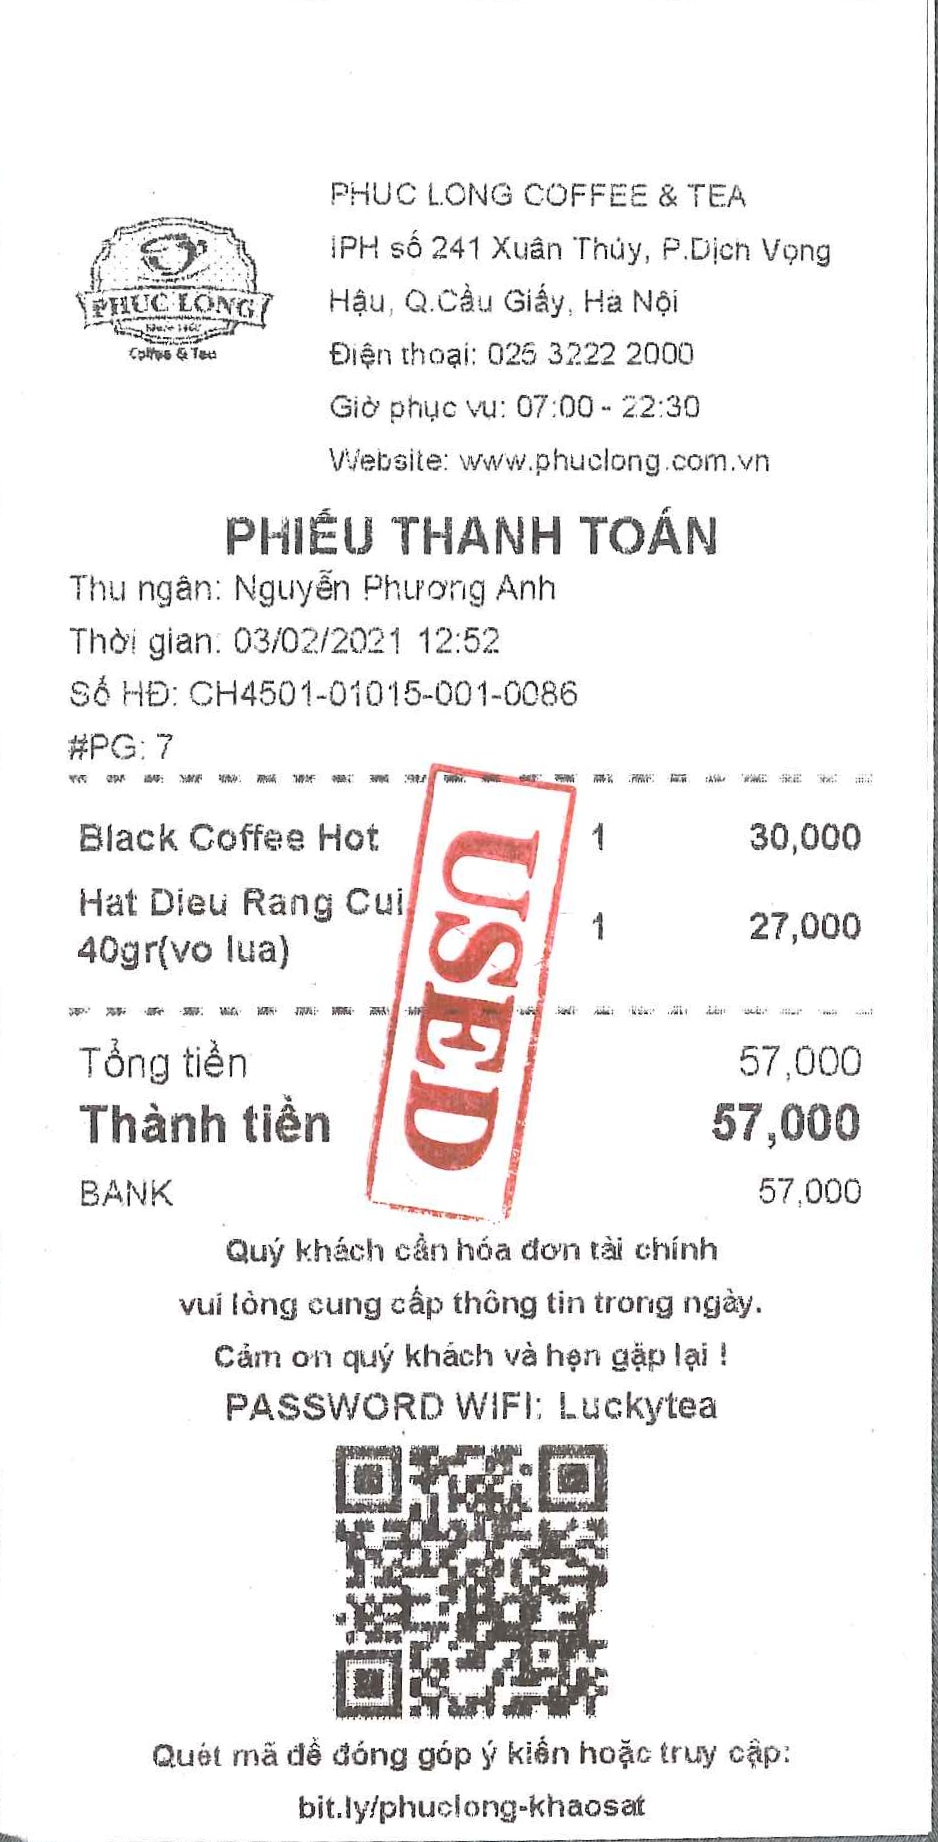 PHUC LONG COFFEE & TEA
IPH số 241 Xuân Thủy, P.Dịch Vọng
Hậu, Q.Cầu Giấy, Hà Nội
Điện thoại: 026 3222 2000
Giờ phục vụ: 07:00 - 22:30
Website: www.phuclong.com.vn
PHUC LONG
Coffee & Tea
PHIẾU THANH TOÁN
Thu ngân: Nguyễn Phương Anh
Thời gian: 03/02/2021 12:52
Số HĐ: CH4501-01015-001-0086
#PG: 7
Black Coffee Hot 1 30,000
Hat Dieu Rang Cui
40gr(vo lua) 1 27,000
USED
Tổng tiền 57,000
Thành tiền 57,000
BANK 57,000
Quý khách cần hóa đơn tài chính
vui lòng cung cấp thông tin trong ngày.
Cảm ơn quý khách và hẹn gặp lại !
PASSWORD WIFI: Luckytea
Quét mã để đóng góp ý kiến hoặc truy cập:
bit.ly/phuclong-khaosat